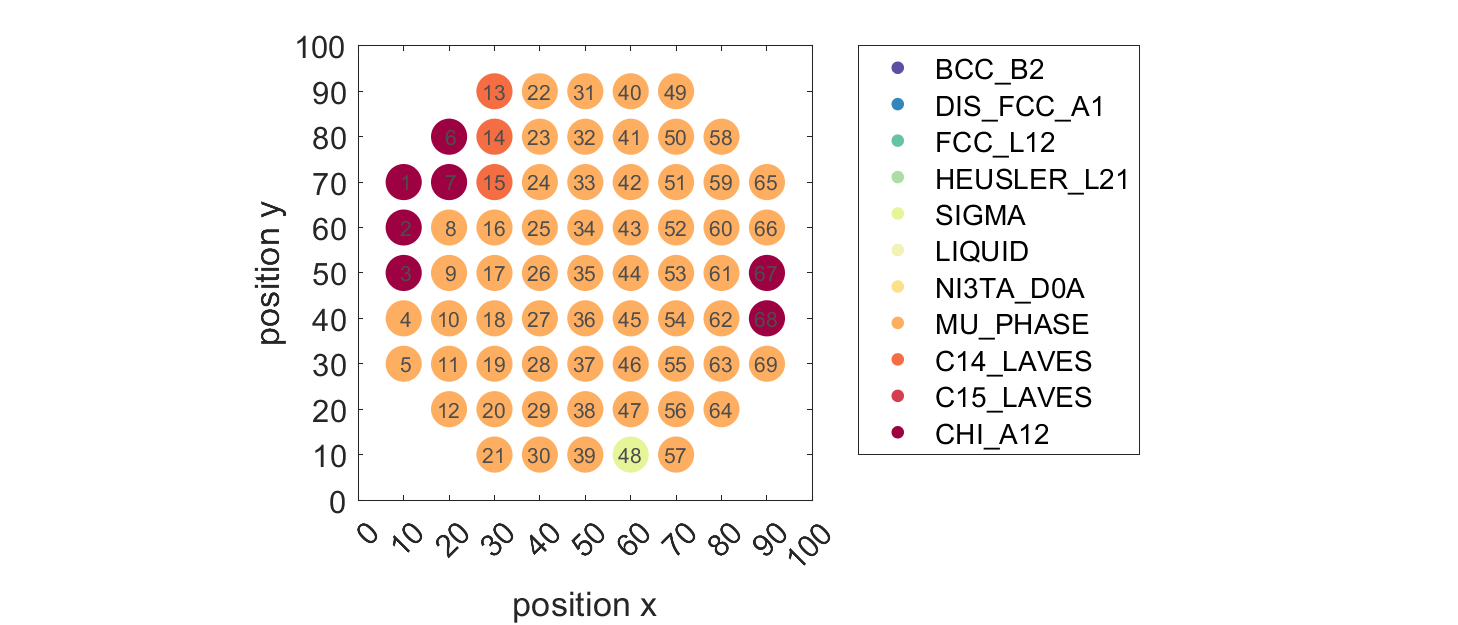 100
90 13 22 31 40 49
80 6 14 23 32 41 50 58
70 1 7 15 24 33 42 51 59 65
60 2 8 16 25 34 43 52 60 66
50 3 9 17 26 35 44 53 61 67
40 4 10 18 27 36 45 54 62 68
30 5 11 19 28 37 46 55 63 69
20 12 20 29 38 47 56 64
10 21 30 39 48 57
0
0 10 20 30 40 50 60 70 80 90 100
position x
position y
BCC_B2
DIS_FCC_A1
FCC_L12
HEUSLER_L21
SIGMA
LIQUID
NI3TA_D0A
MU_PHASE
C14_LAVES
C15_LAVES
CHI_A12